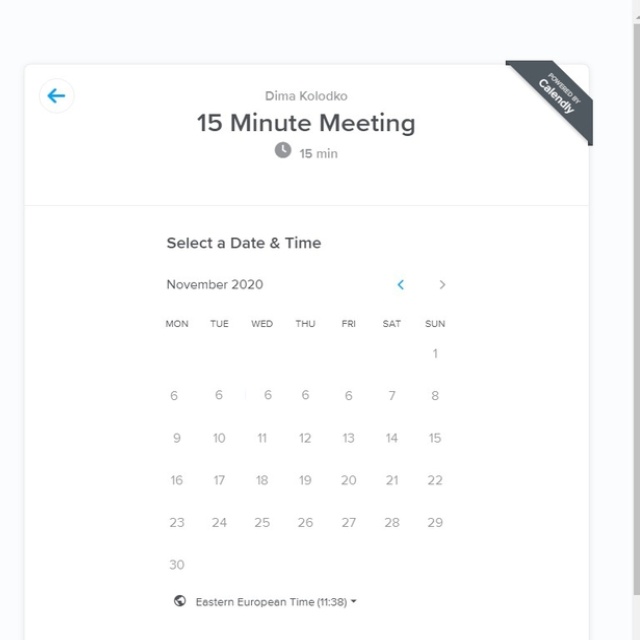 POWERED BY
Calendly
Dima Kolodko
15 Minute Meeting
15 min
Select a Date & Time
November 2020
MON TUE WED THU FRI SAT SUN
1
6 6 6 6 6 7 8
9 10 11 12 13 14 15
16 17 18 19 20 21 22
23 24 25 26 27 28 29
30
Eastern European Time (11:38)